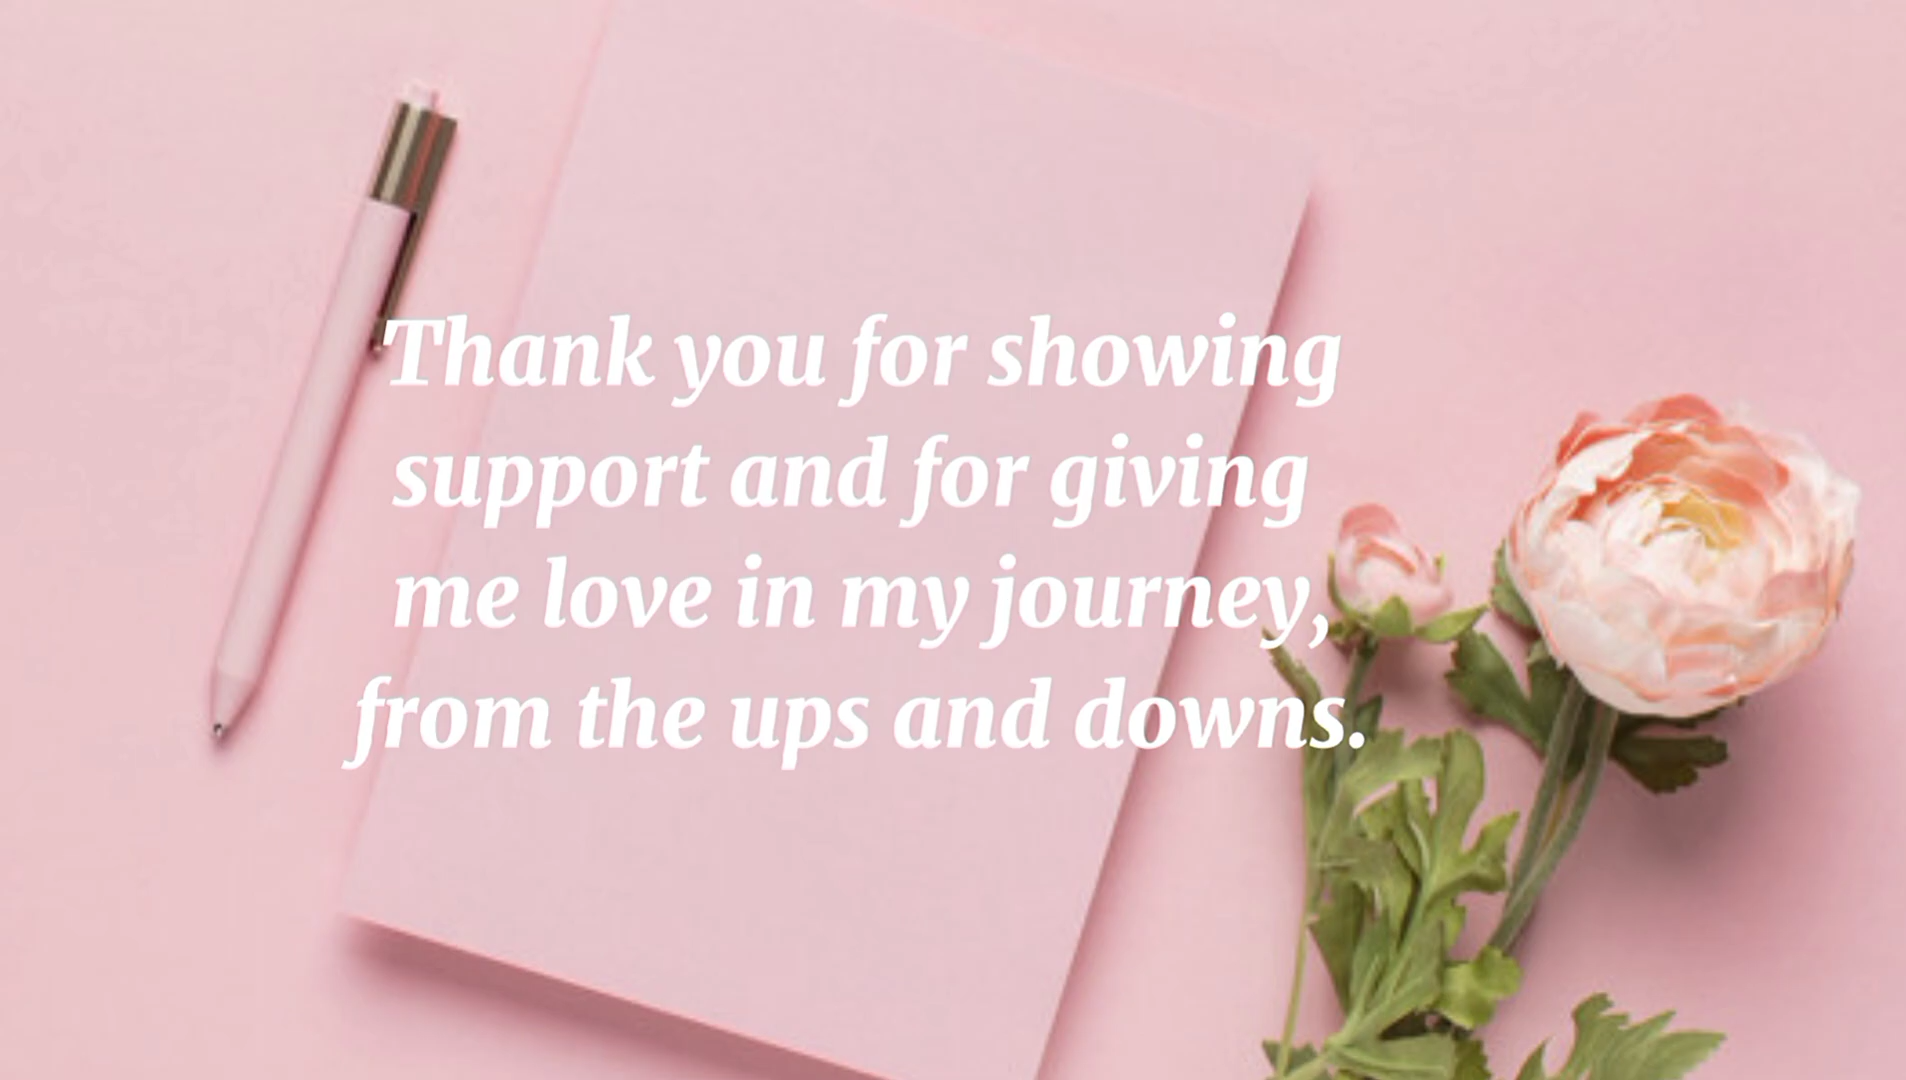 Thank you for showing
support and for giving
me love in my journey,
from the ups and downs.